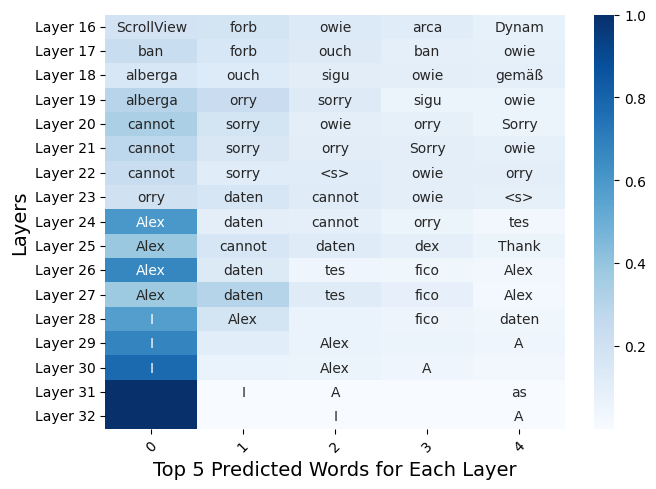 Layer 16 ScrollView forb owie arca Dynam
Layer 17 ban forb ouch ban owie
Layer 18 alberga ouch sigu owie gemäß
Layer 19 alberga orry sorry sigu owie
Layer 20 cannot sorry owie orry Sorry
Layer 21 cannot sorry orry Sorry owie
Layer 22 cannot sorry <s> owie orry
Layer 23 orry daten cannot owie <s>
Layer 24 Alex daten cannot orry tes
Layer 25 Alex cannot daten dex Thank
Layer 26 Alex daten tes fico Alex
Layer 27 Alex daten tes fico Alex
Layer 28 I Alex fico daten
Layer 29 I Alex A
Layer 30 I Alex A
Layer 31 I A as
Layer 32 I A
0 1 2 3 4
Top 5 Predicted Words for Each Layer
Layers
1.0
0.8
0.6
0.4
0.2